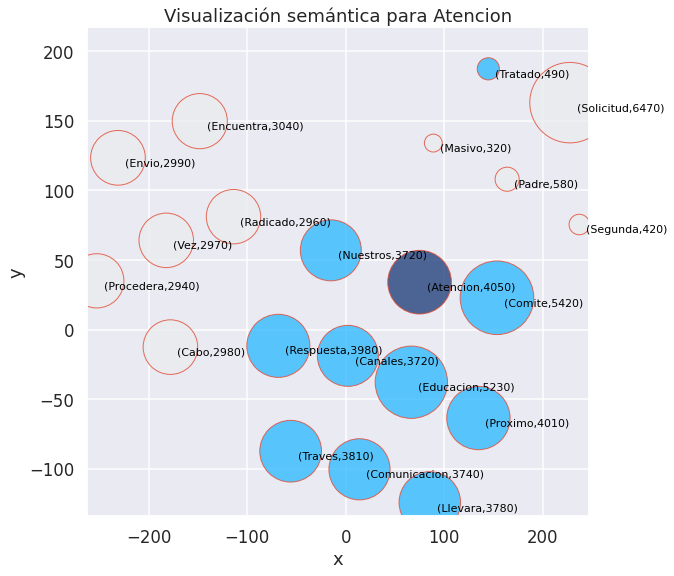 Visualización semántica para Atencion
200
150
100
50
0
−50
−100
y
(Tratado,490)
(Solicitud,6470)
(Encuentra,3040)
(Masivo,320)
(Envio,2990)
(Padre,580)
(Radicado,2960)
(Segunda,420)
(Vez,2970)
(Nuestros,3720)
(Procedera,2940)
(Atencion,4050)
(Comite,5420)
(Cabo,2980)
(Respuesta,3980)
(Canales,3720)
(Educacion,5230)
(Proximo,4010)
(Traves,3810)
(Comunicacion,3740)
(Llevara,3780)
−200 −100 0 100 200
x